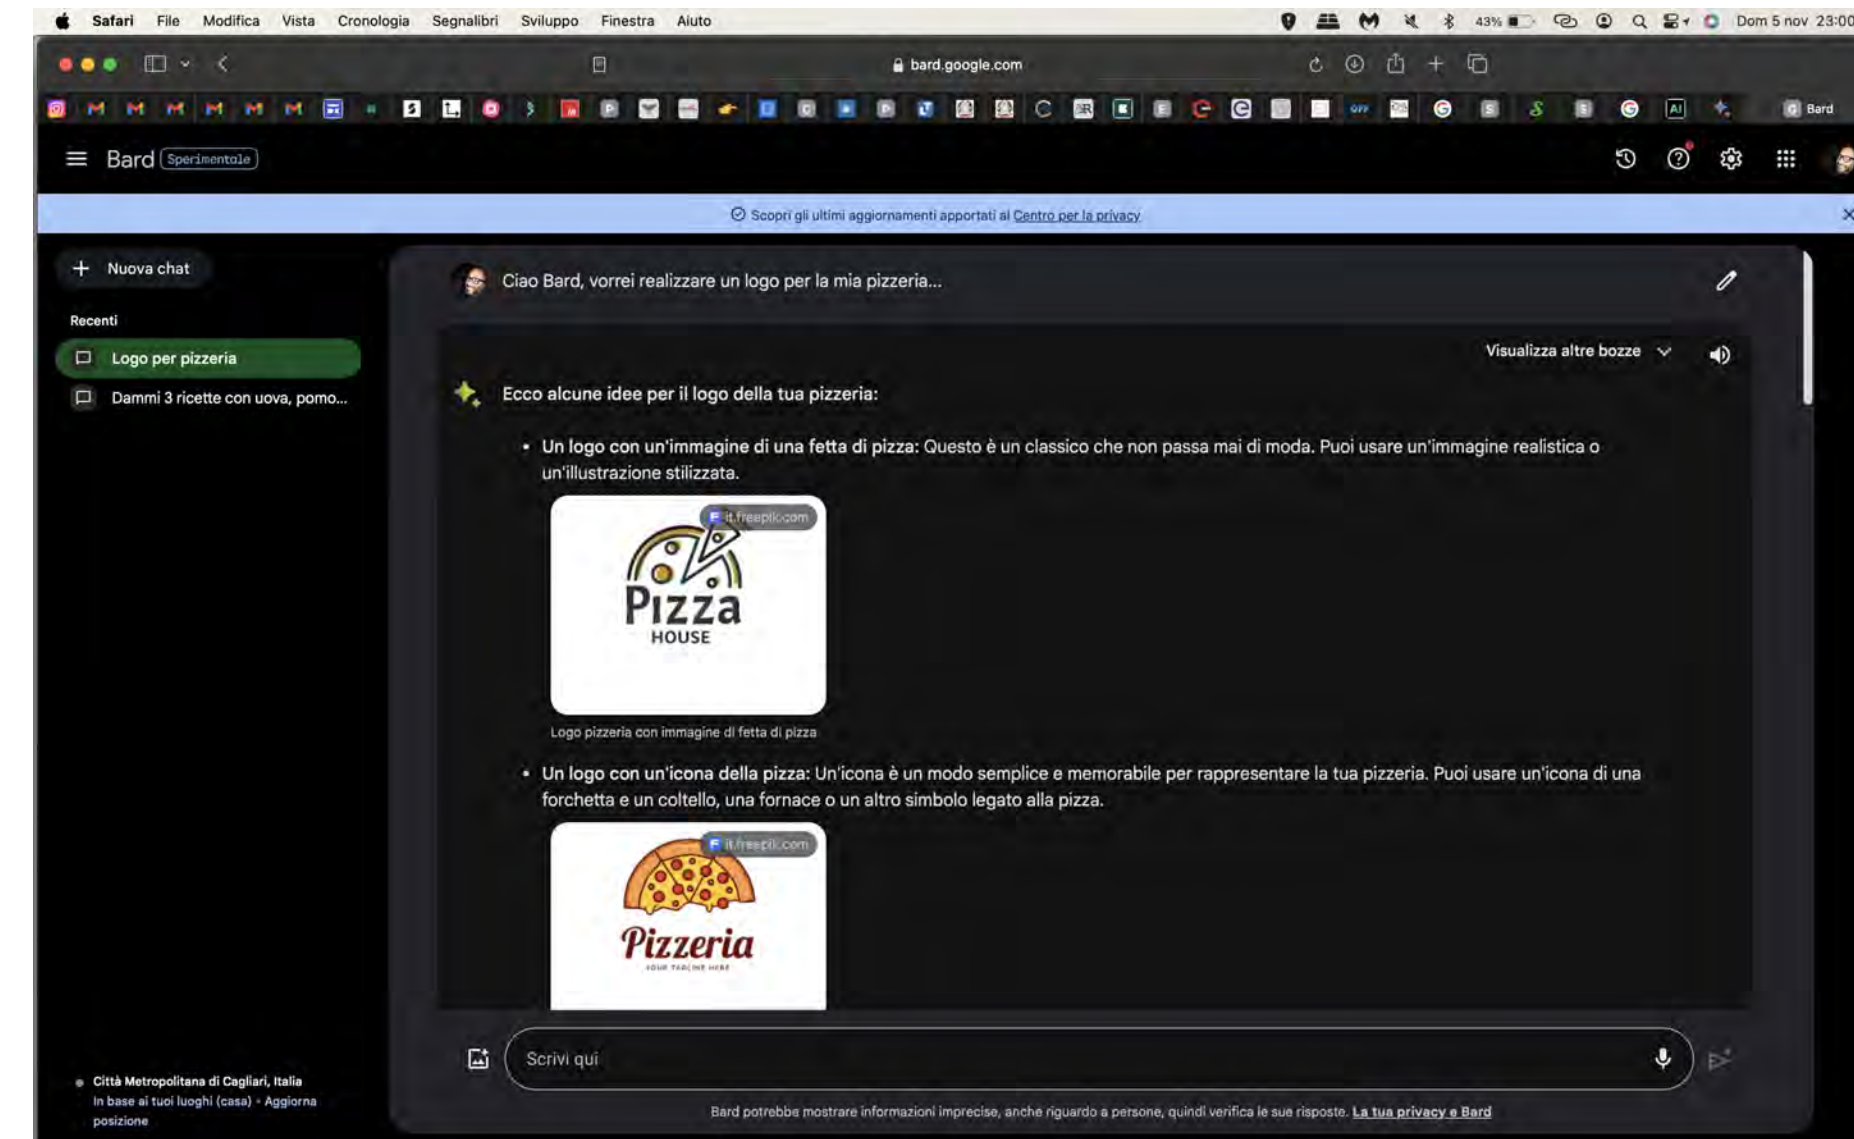 Safari File Modifica Vista Cronologia Segnalibri Sviluppo Finestra Aiuto 43% Dom 5 nov 23:00
bard.google.com
Bard
Bard Sperimentale
Scopri gli ultimi aggiornamenti apportati al Centro per la privacy
Nuova chat
Recenti
Logo per pizzeria
Dammi 3 ricette con uova, pomo...
Città Metropolitana di Cagliari, Italia
In base ai tuoi luoghi (casa) • Aggiorna
posizione
Ciao Bard, vorrei realizzare un logo per la mia pizzeria...
Visualizza altre bozze
Ecco alcune idee per il logo della tua pizzeria:
• Un logo con un'immagine di una fetta di pizza: Questo è un classico che non passa mai di moda. Puoi usare un'immagine realistica o
un'illustrazione stilizzata.
it.freepik.com
Pizza
HOUSE
Logo pizzeria con immagine di fetta di pizza
• Un logo con un'icona della pizza: Un'icona è un modo semplice e memorabile per rappresentare la tua pizzeria. Puoi usare un'icona di una
forchetta e un coltello, una fornace o un altro simbolo legato alla pizza.
it.freepik.com
Pizzeria
YOUR TAGLINE HERE
Scrivi qui
Bard potrebbe mostrare informazioni imprecise, anche riguardo a persone, quindi verifica le sue risposte. La tua privacy e Bard